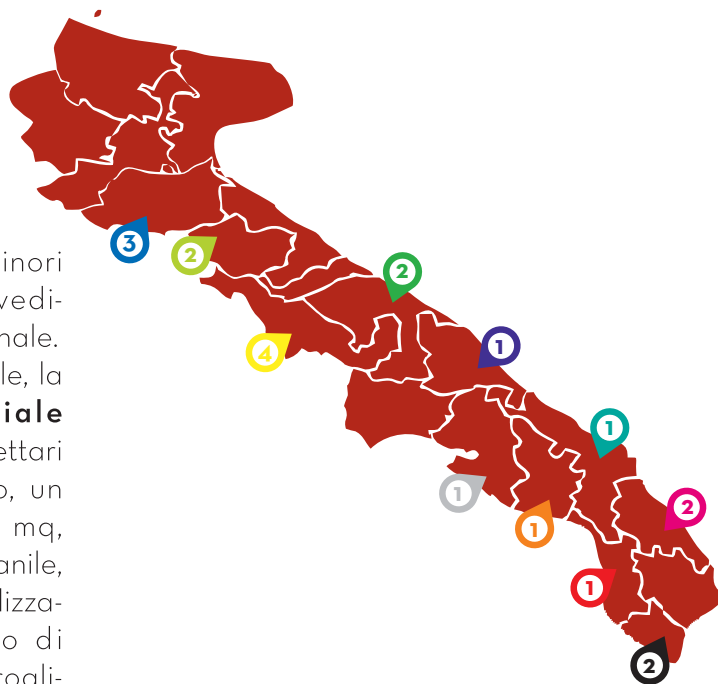 inori
vedi-
nale.
le, la
iale
ettari
o, un
mq,
anile,
lizza-
o di
cogli-
3
2
2
4
1
1
1
1
2
1
2